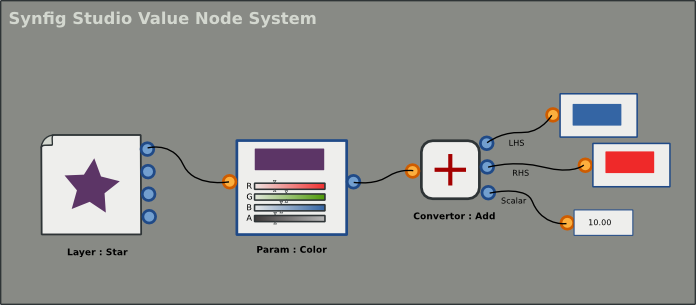 Synfig Studio Value Node System
LHS
RHS
R
G
B
A
Scalar
10.00
Convertor : Add
Param : Color
Layer : Star